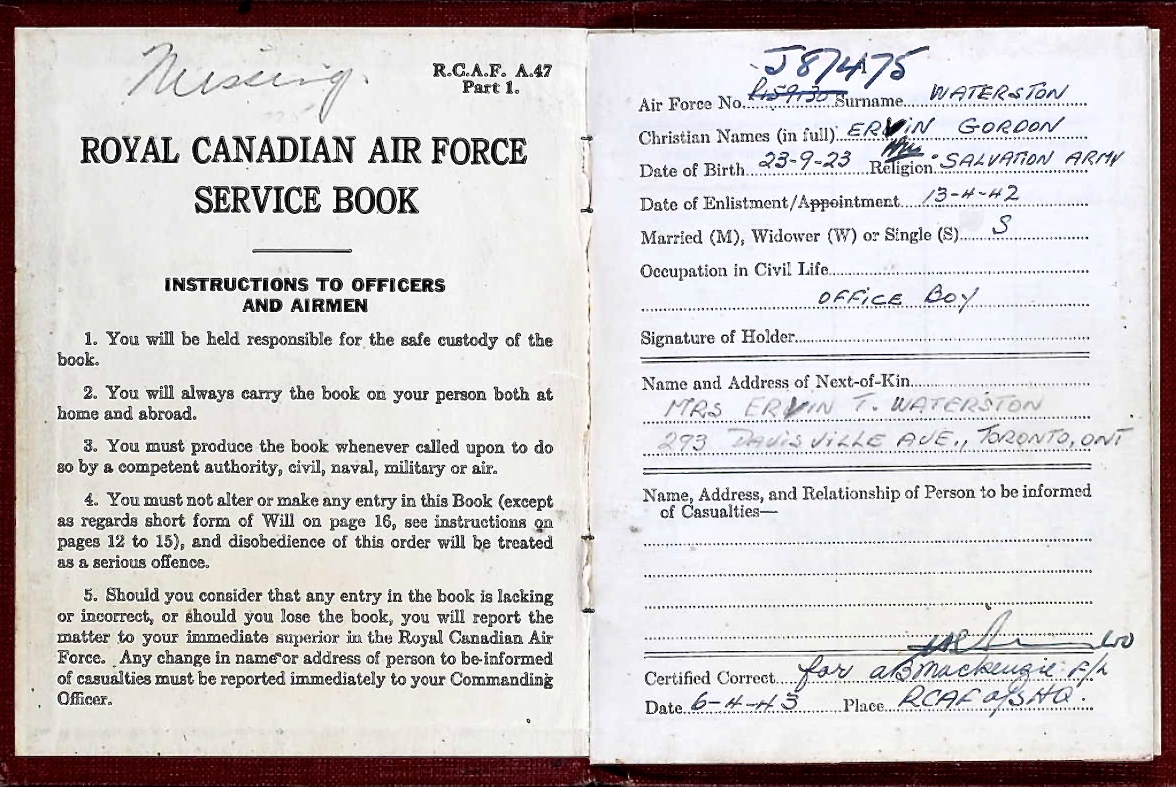 Missing.
R.C.A.F. A.47
Part 1.
ROYAL CANADIAN AIR FORCE
SERVICE BOOK
INSTRUCTIONS TO OFFICERS
AND AIRMEN
1. You will be held responsible for the safe custody of the
book.
2. You will always carry the book on your person both at
home and abroad.
3. You must produce the book whenever called upon to do
so by a competent authority, civil, naval, military or air.
4. You must not alter or make any entry in this Book (except
as regards short form of Will on page 16, see instructions on
pages 12 to 15), and disobedience of this order will be treated
as a serious offence.
5. Should you consider that any entry in the book is lacking
or incorrect, or should you lose the book, you will report the
matter to your immediate superior in the Royal Canadian Air
Force. Any change in name or address of person to be informed
of casualties must be reported immediately to your Commanding
Officer.
J87475
1
Air Force No. R159130 Surname WATERSTON
Christian Names (in full) ERVIN GORDON
Date of Birth 23-9-23 Religion SALVATION ARMY
Date of Enlistment/Appointment 13-4-42
Married (M), Widower (W) or Single (S) S
Occupation in Civil Life
OFFICE BOY
Signature of Holder
Name and Address of Next-of-Kin
MRS ERVIN T. WATERSTON
293 DAVISVILLE AVE., TORONTO, ONT
Name, Address, and Relationship of Person to be informed
of Casualties—
WO
Certified Correct for AB Mackenzie F/L
Date 6-4-43 Place RCAF O/S HQ.